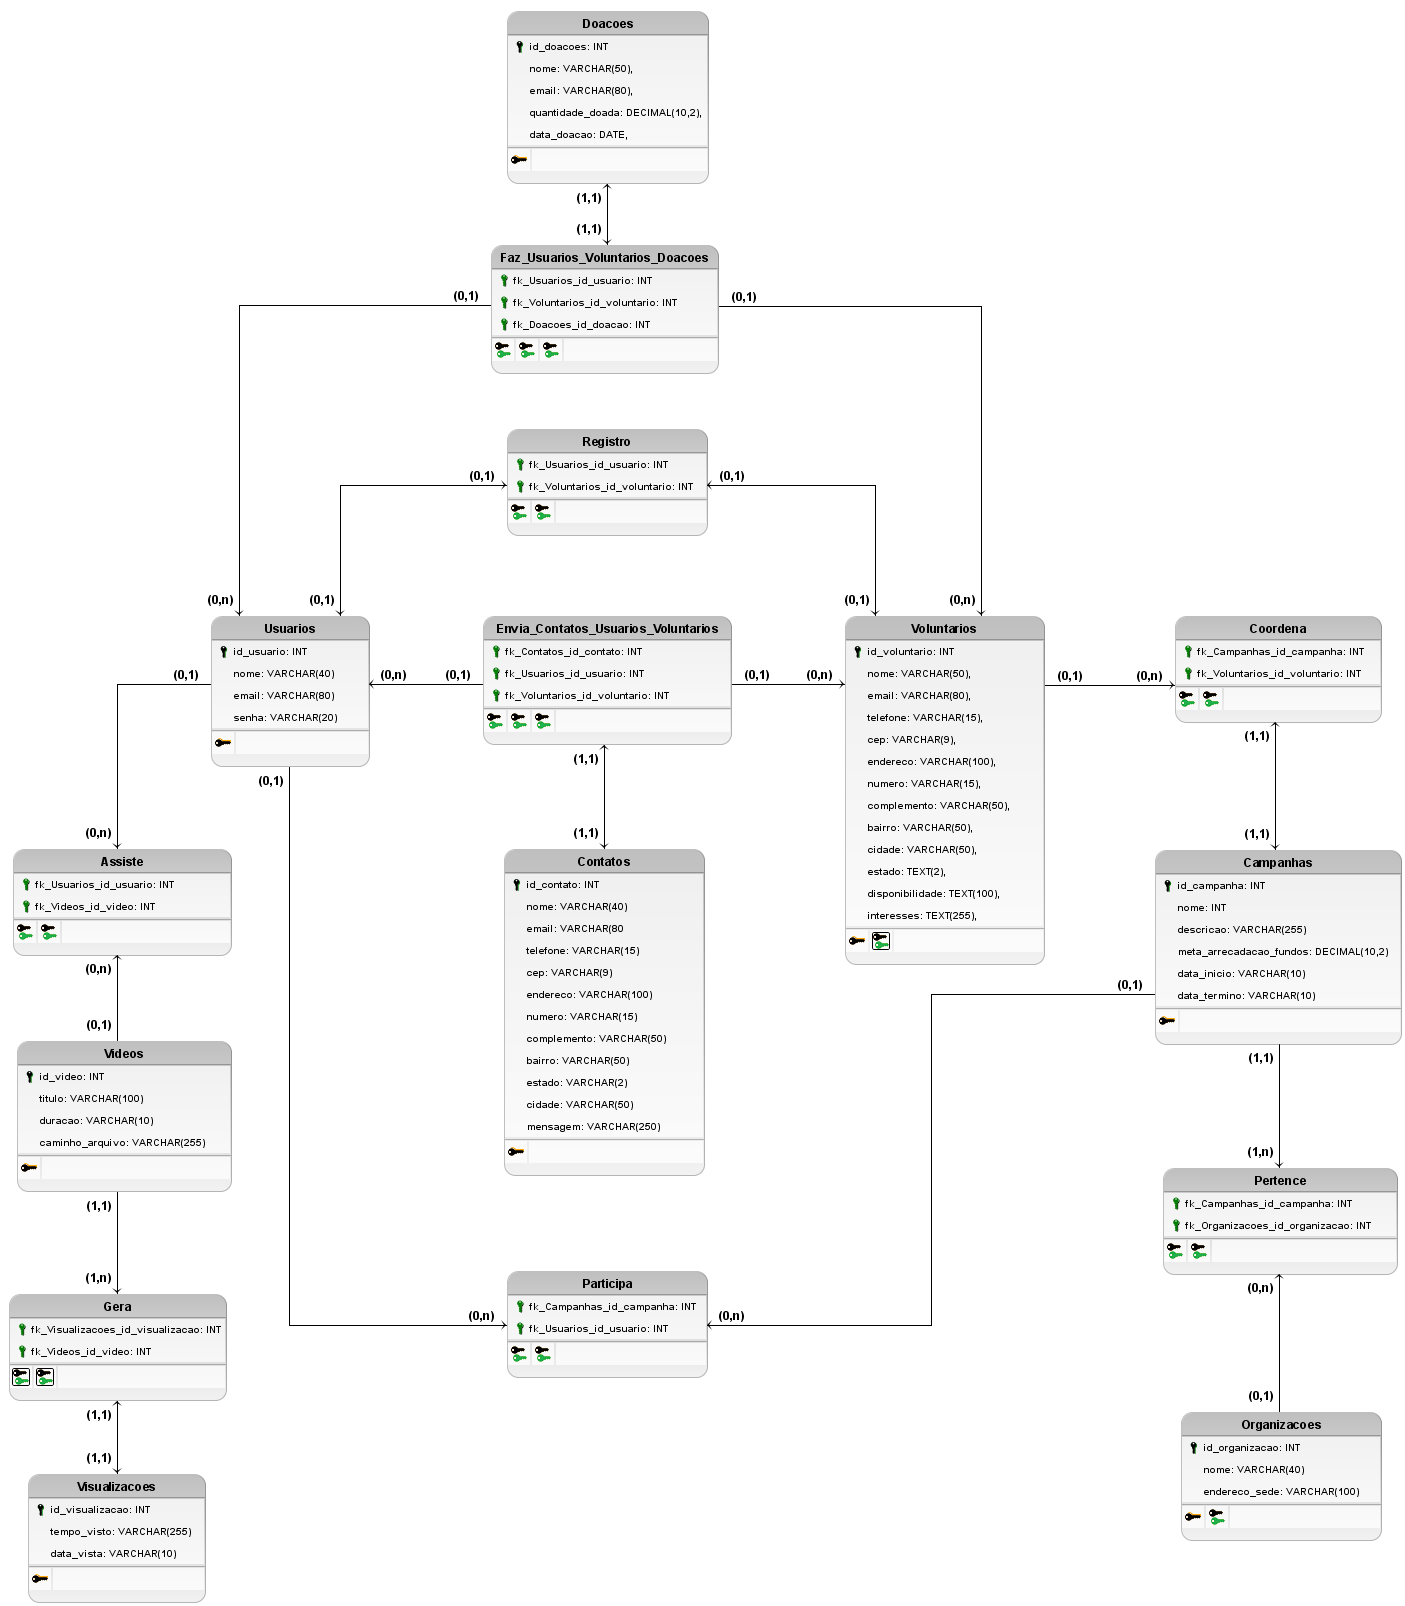 Doacoes
id_doacoes: INT
nome: VARCHAR(50),
email: VARCHAR(80),
quantidade_doada: DECIMAL(10,2),
data_doacao: DATE,
(1,1)
(1,1)
Faz_Usuarios_Voluntarios_Doacoes
fk_Usuarios_id_usuario: INT
fk_Voluntarios_id_voluntario: INT
fk_Doacoes_id_doacao: INT
(0,1)
(0,1)
Registro
fk_Usuarios_id_usuario: INT
fk_Voluntarios_id_voluntario: INT
(0,1)
(0,1)
(0,n)
(0,1)
(0,1)
(0,n)
Usuarios
id_usuario: INT
nome: VARCHAR(40)
email: VARCHAR(80)
senha: VARCHAR(20)
(0,1)
(0,n)
(0,1)
Envia_Contatos_Usuarios_Voluntarios
fk_Contatos_id_contato: INT
fk_Usuarios_id_usuario: INT
fk_Voluntarios_id_voluntario: INT
(0,1)
(0,n)
Voluntarios
id_voluntario: INT
nome: VARCHAR(50),
email: VARCHAR(80),
telefone: VARCHAR(15),
cep: VARCHAR(9),
endereco: VARCHAR(100),
numero: VARCHAR(15),
complemento: VARCHAR(50),
bairro: VARCHAR(50),
cidade: VARCHAR(50),
estado: TEXT(2),
disponibilidade: TEXT(100),
interesses: TEXT(255),
(0,1)
(0,n)
Coordena
fk_Campanhas_id_campanha: INT
fk_Voluntarios_id_voluntario: INT
(1,1)
(1,1)
(0,1)
(1,1)
(1,1)
(0,n)
Assiste
fk_Usuarios_id_usuario: INT
fk_Videos_id_video: INT
(0,n)
(0,1)
Contatos
id_contato: INT
nome: VARCHAR(40)
email: VARCHAR(80
telefone: VARCHAR(15)
cep: VARCHAR(9)
endereco: VARCHAR(100)
numero: VARCHAR(15)
complemento: VARCHAR(50)
bairro: VARCHAR(50)
estado: VARCHAR(2)
cidade: VARCHAR(50)
mensagem: VARCHAR(250)
Campanhas
id_campanha: INT
nome: INT
descricao: VARCHAR(255)
meta_arrecadacao_fundos: DECIMAL(10,2)
data_inicio: VARCHAR(10)
data_termino: VARCHAR(10)
(0,1)
(1,1)
(1,n)
Videos
id_video: INT
titulo: VARCHAR(100)
duracao: VARCHAR(10)
caminho_arquivo: VARCHAR(255)
(1,1)
(1,n)
Pertence
fk_Campanhas_id_campanha: INT
fk_Organizacoes_id_organizacao: INT
(0,n)
(0,1)
Gera
fk_Visualizacoes_id_visualizacao: INT
fk_Videos_id_video: INT
(1,1)
(1,1)
Participa
fk_Campanhas_id_campanha: INT
fk_Usuarios_id_usuario: INT
(0,n)
(0,n)
Organizacoes
id_organizacao: INT
nome: VARCHAR(40)
endereco_sede: VARCHAR(100)
Visualizacoes
id_visualizacao: INT
tempo_visto: VARCHAR(255)
data_vista: VARCHAR(10)